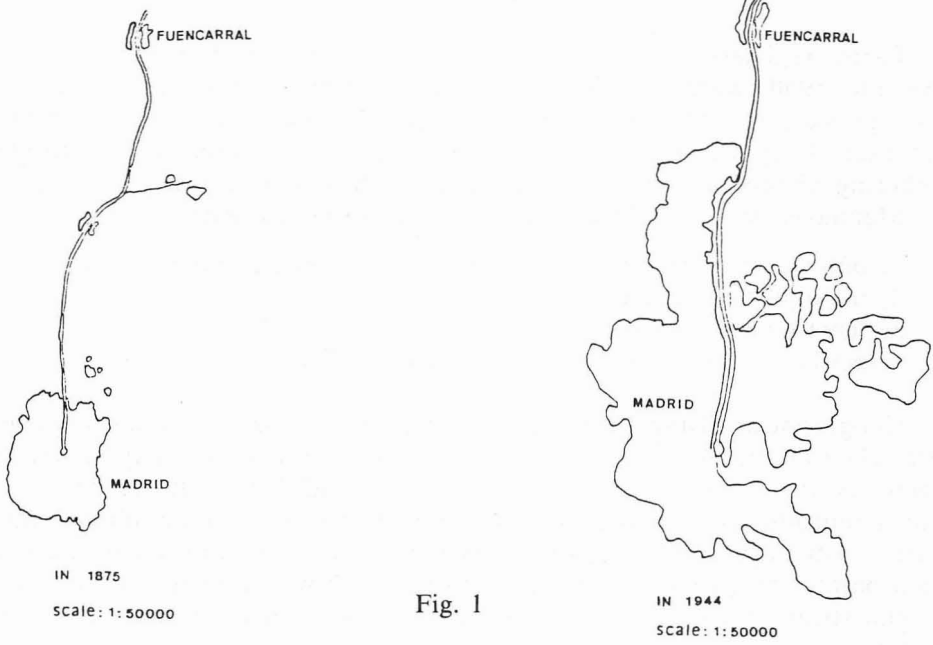 FUENCARRAL
MADRID
IN 1875
scale: 1:50000
Fig. 1
FUENCARRAL
MADRID
IN 1944
scale: 1:50000